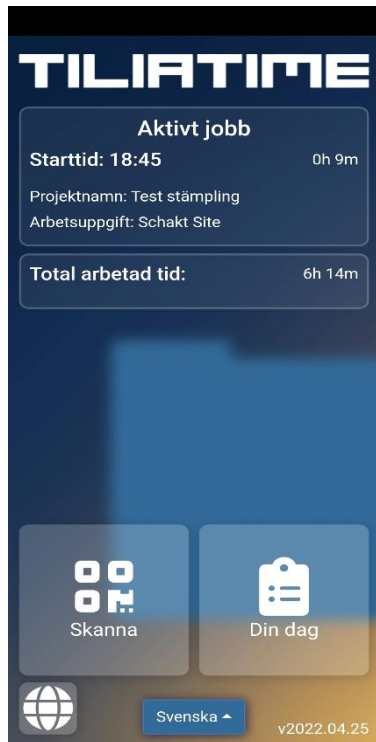 TILIATIME
Aktivt jobb
Starttid: 18:45 0h 9m
Projektnamn: Test stämpling
Arbetsuppgift: Schakt Site
Total arbetad tid: 6h 14m
Skanna Din dag
Svenska
v2022.04.25